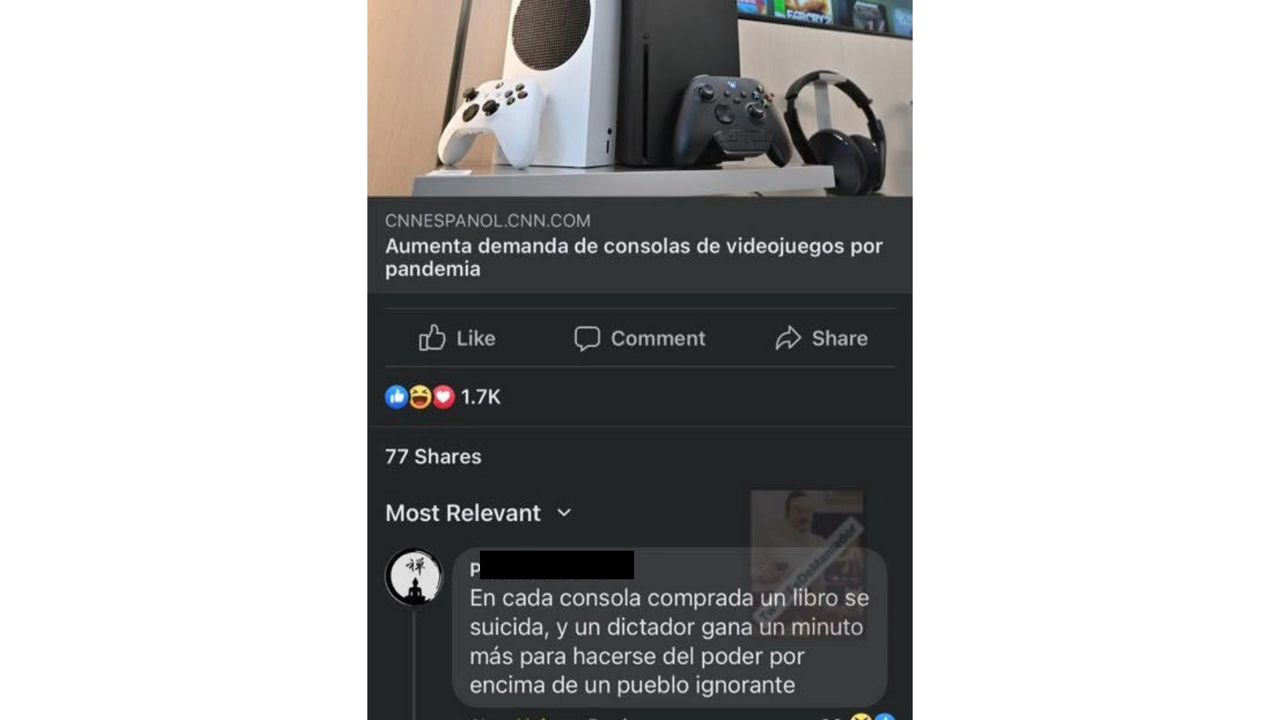 FARCRY2
CNNESPANOL.CNN.COM
Aumenta demanda de consolas de videojuegos por
pandemia
Like Comment Share
1.7K
77 Shares
Most Relevant
禅
P
En cada consola comprada un libro se
suicida, y un dictador gana un minuto
más para hacerse del poder por
encima de un pueblo ignorante